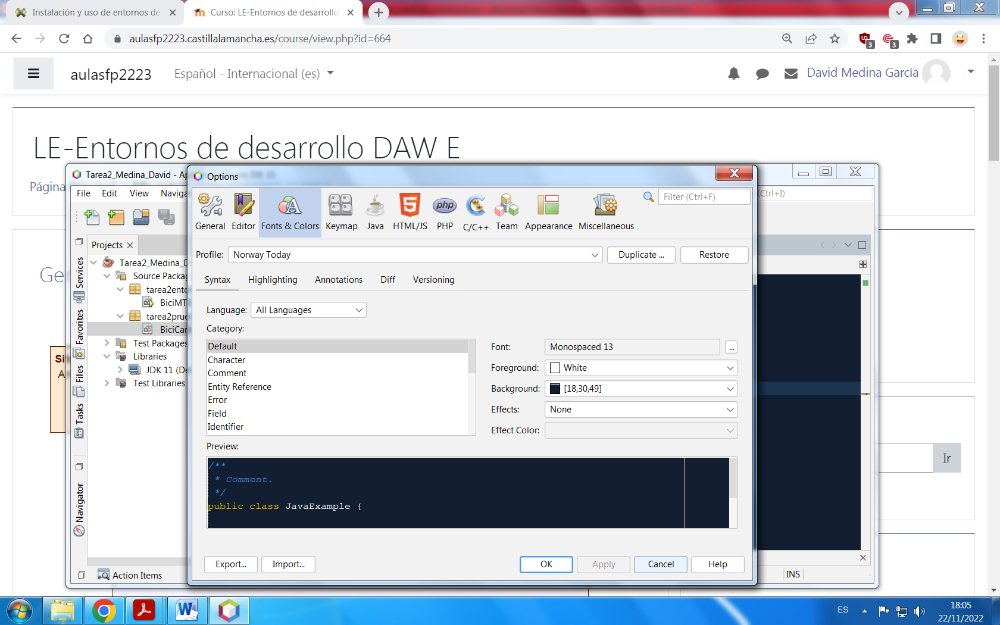 Instalación y uso de entornos de
Curso: LE-Entornos de desarrollo
aulasfp2223.castillalamancha.es/course/view.php?id=664
3
3
aulasfp2223
Español - Internacional (es)
David Medina García
LE-Entornos de desarrollo DAW E
Página
Ge
Si
A
Ir
Tarea2_Medina_David - Ap
File Edit View Naviga
(Ctrl+I)
Projects
Services
Favorites
Files
Tasks
Navigator
Tarea2_Medina_D
Source Packag
tarea2ento
BiciMT
tarea2prue
BiciCar
Test Packages
Libraries
JDK 11 (De
Test Libraries
Action Items
INS
Options
Filter (Ctrl+F)
General Editor Fonts & Colors Keymap Java HTML/JS PHP C/C++ Team Appearance Miscellaneous
php
Profile: Norway Today Duplicate ... Restore
Syntax Highlighting Annotations Diff Versioning
Language: All Languages
Category:
Default
Character
Comment
Entity Reference
Error
Field
Identifier
Font: Monospaced 13 ...
Foreground: White
Background: [18,30,49]
Effects: None
Effect Color:
Preview:
/**
* Comment.
*/
public class JavaExample {
Export... Import... OK Apply Cancel Help
ES
18:05
22/11/2022